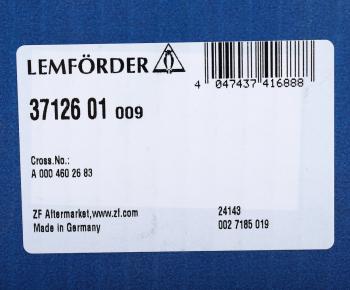 LEMFÖRDER
4 047437 416888
37126 01 009
Cross.No.:
A 000 460 26 83
ZF Aftermarket,www.zf.com 24143
Made in Germany 002 7185 019